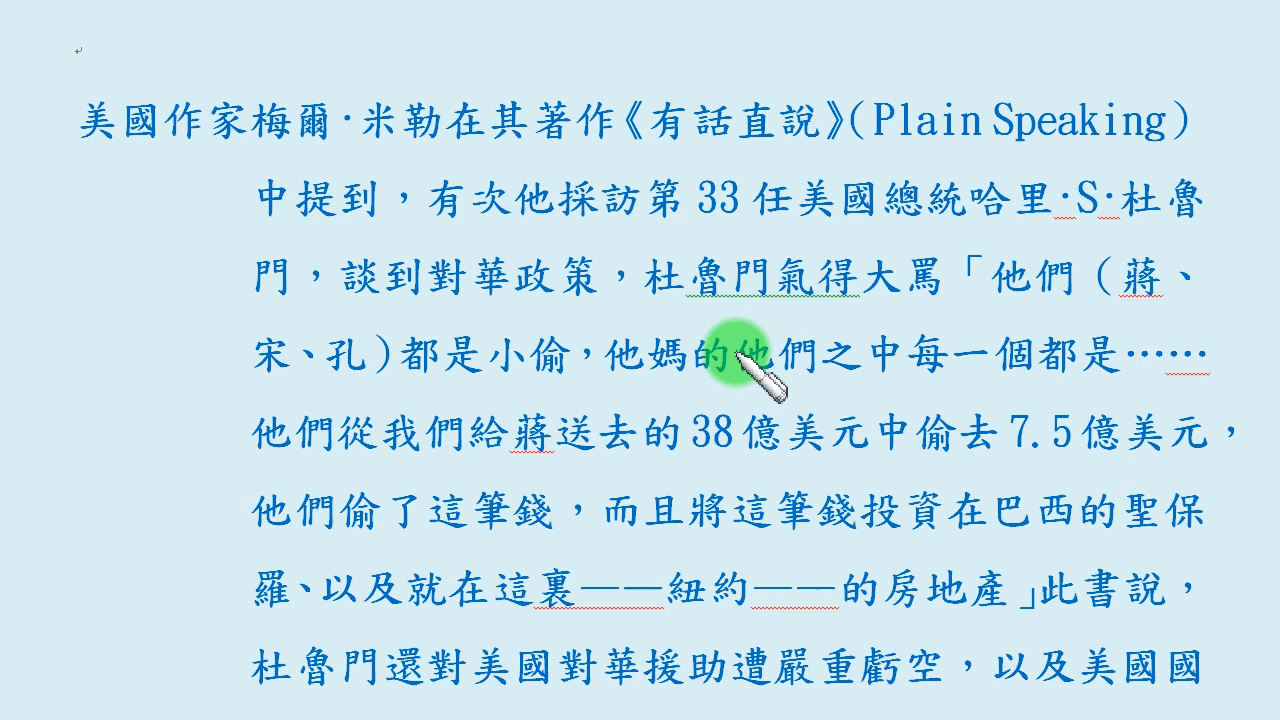 美國作家梅爾·米勒在其著作《有話直說》(Plain Speaking)
中提到，有次他採訪第 33 任美國總統哈里·S·杜魯
門，談到對華政策，杜魯門氣得大罵「他們（蔣、
宋、孔)都是小偷，他媽的他們之中每一個都是……
他們從我們給蔣送去的 38 億美元中偷去 7.5 億美元，
他們偷了這筆錢，而且將這筆錢投資在巴西的聖保
羅、以及就在這裏——紐約——的房地產」此書說，
杜魯門還對美國對華援助遭嚴重虧空，以及美國國